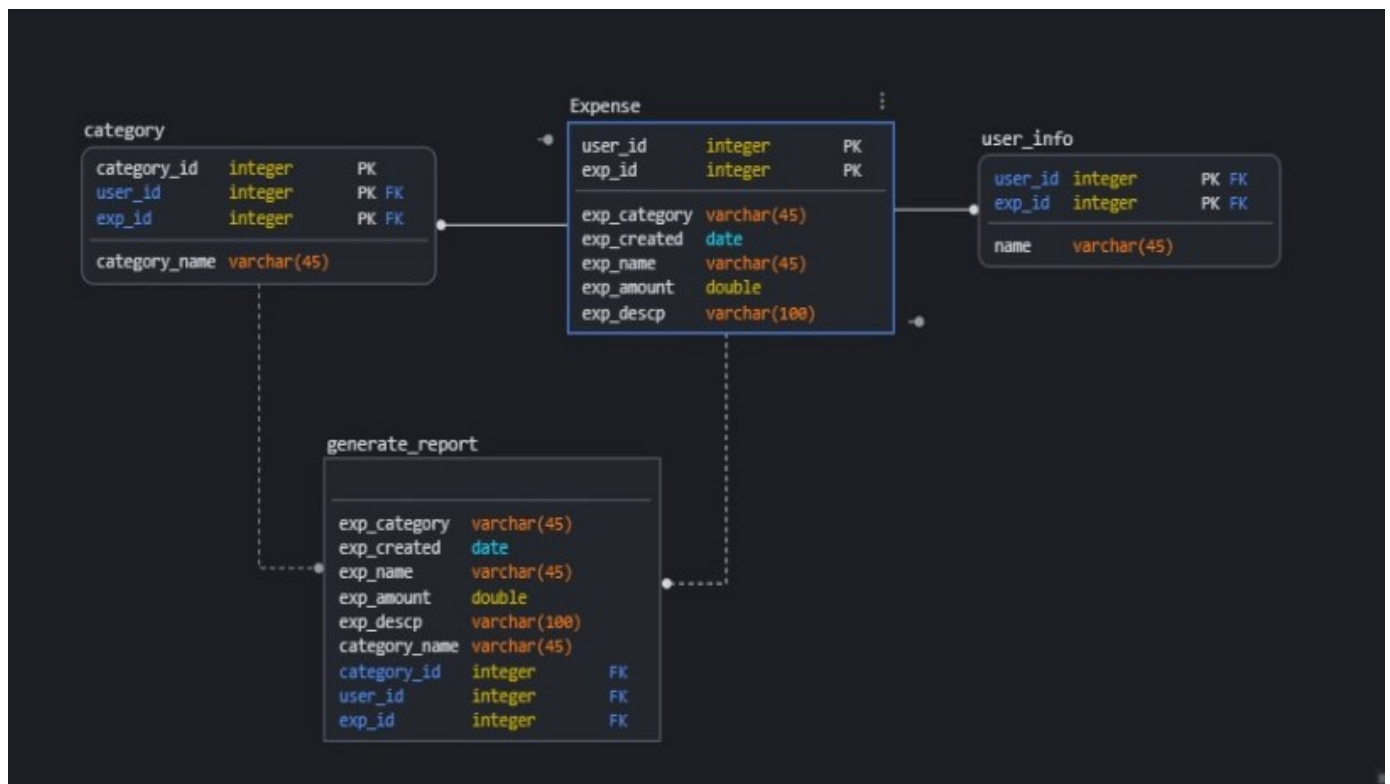 category
category_id integer PK
user_id integer PK FK
exp_id integer PK FK
category_name varchar(45)
Expense
user_id integer PK
exp_id integer PK
exp_category varchar(45)
exp_created date
exp_name varchar(45)
exp_amount double
exp_descp varchar(100)
user_info
user_id integer PK FK
exp_id integer PK FK
name varchar(45)
generate_report
exp_category varchar(45)
exp_created date
exp_name varchar(45)
exp_amount double
exp_descp varchar(100)
category_name varchar(45)
category_id integer FK
user_id integer FK
exp_id integer FK